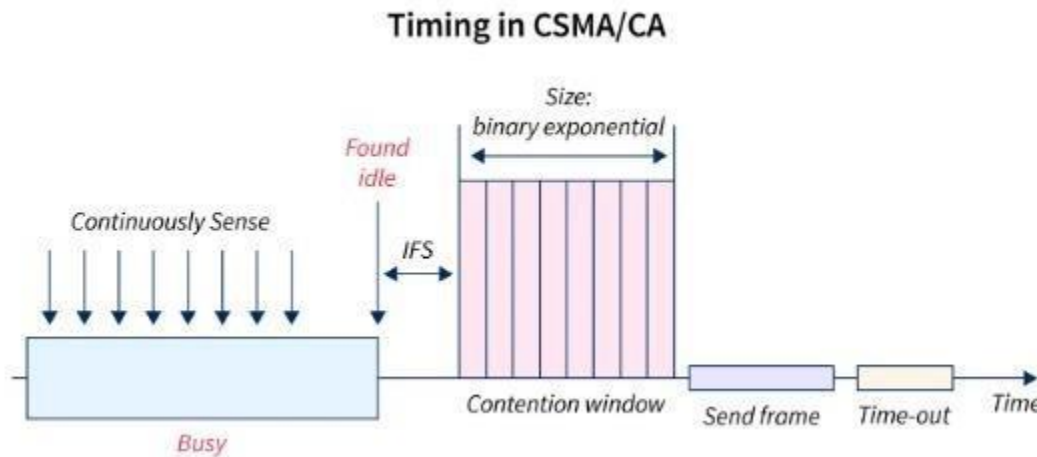 Timing in CSMA/CA
Size:
binary exponential
Found
idle
Continuously Sense
IFS
Contention window
Send frame
Time-out
Time
Busy